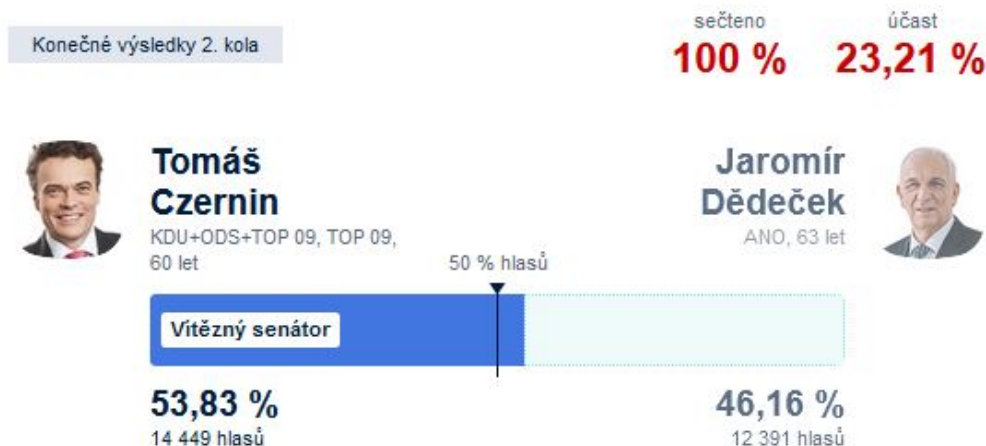 Konečné výsledky 2. kola
sečteno
100 %
účast
23,21 %
Tomáš
Czernin
KDU+ODS+TOP 09, TOP 09,
60 let
Jaromír
Dědeček
ANO, 63 let
50 % hlasů
Vítězný senátor
53,83 %
14 449 hlasů
46,16 %
12 391 hlasů